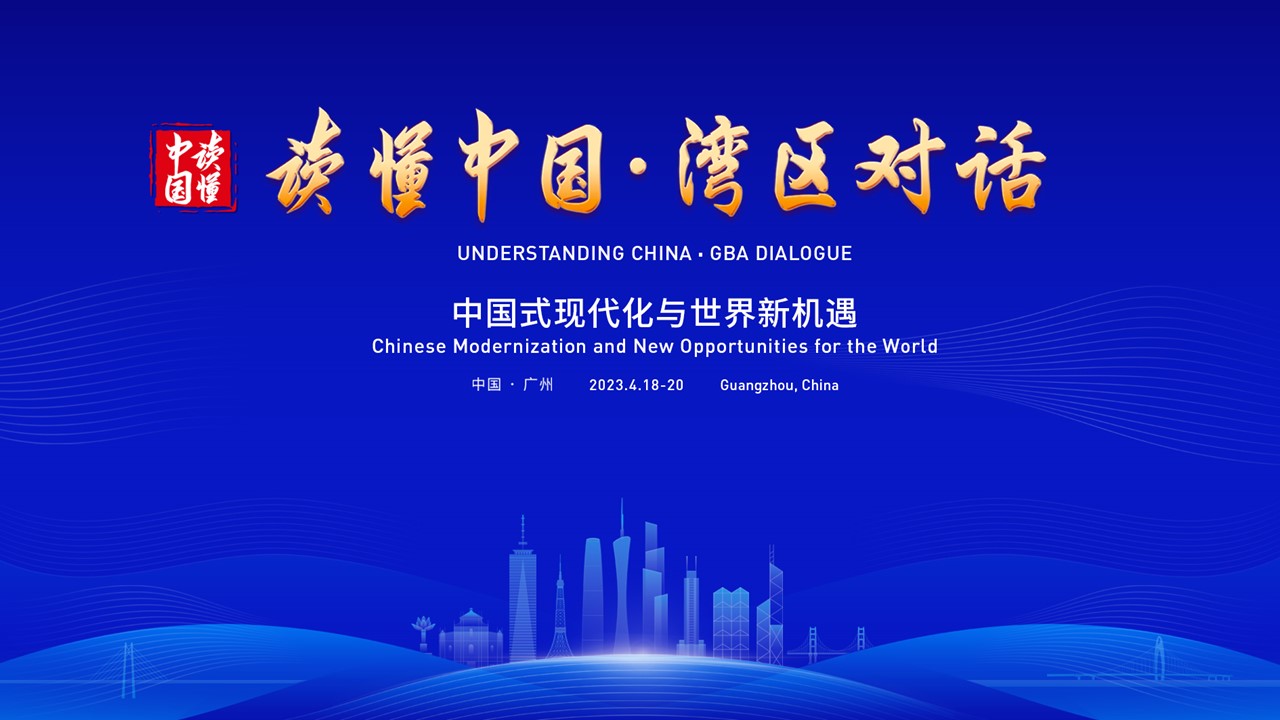 读懂中国
读懂中国·湾区对话
UNDERSTANDING CHINA · GBA DIALOGUE
中国式现代化与世界新机遇
Chinese Modernization and New Opportunities for the World
中国 · 广州 2023.4.18-20 Guangzhou, China